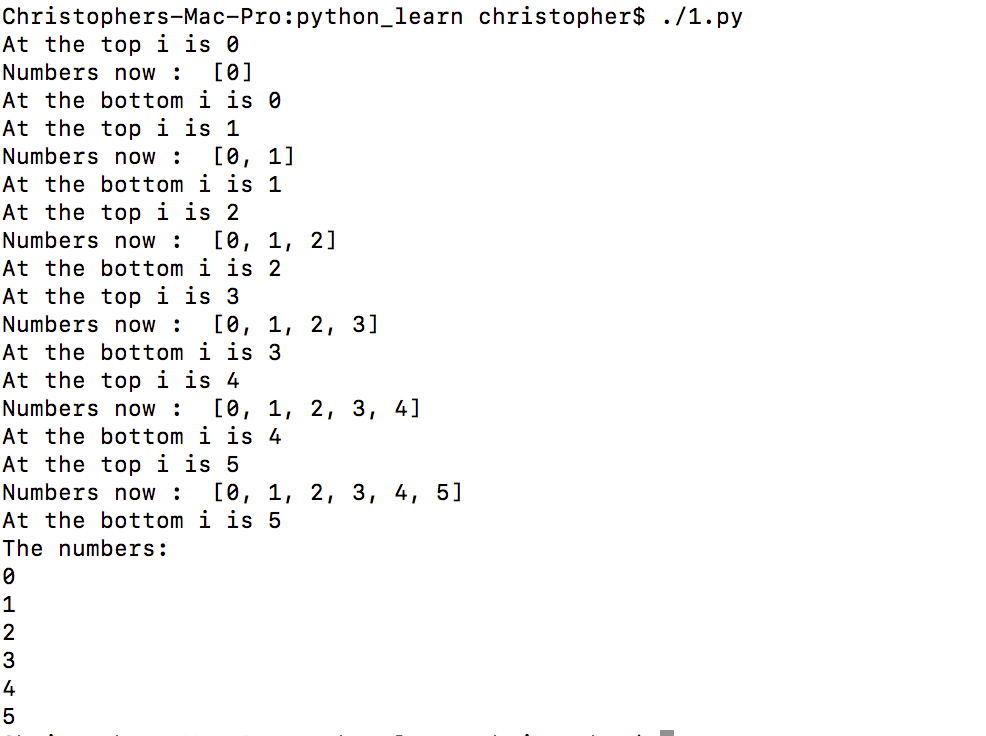 Christophers-Mac-Pro:python_learn christopher$ ./1.py
At the top i is 0
Numbers now :  [0]
At the bottom i is 0
At the top i is 1
Numbers now :  [0, 1]
At the bottom i is 1
At the top i is 2
Numbers now :  [0, 1, 2]
At the bottom i is 2
At the top i is 3
Numbers now :  [0, 1, 2, 3]
At the bottom i is 3
At the top i is 4
Numbers now :  [0, 1, 2, 3, 4]
At the bottom i is 4
At the top i is 5
Numbers now :  [0, 1, 2, 3, 4, 5]
At the bottom i is 5
The numbers:
0
1
2
3
4
5